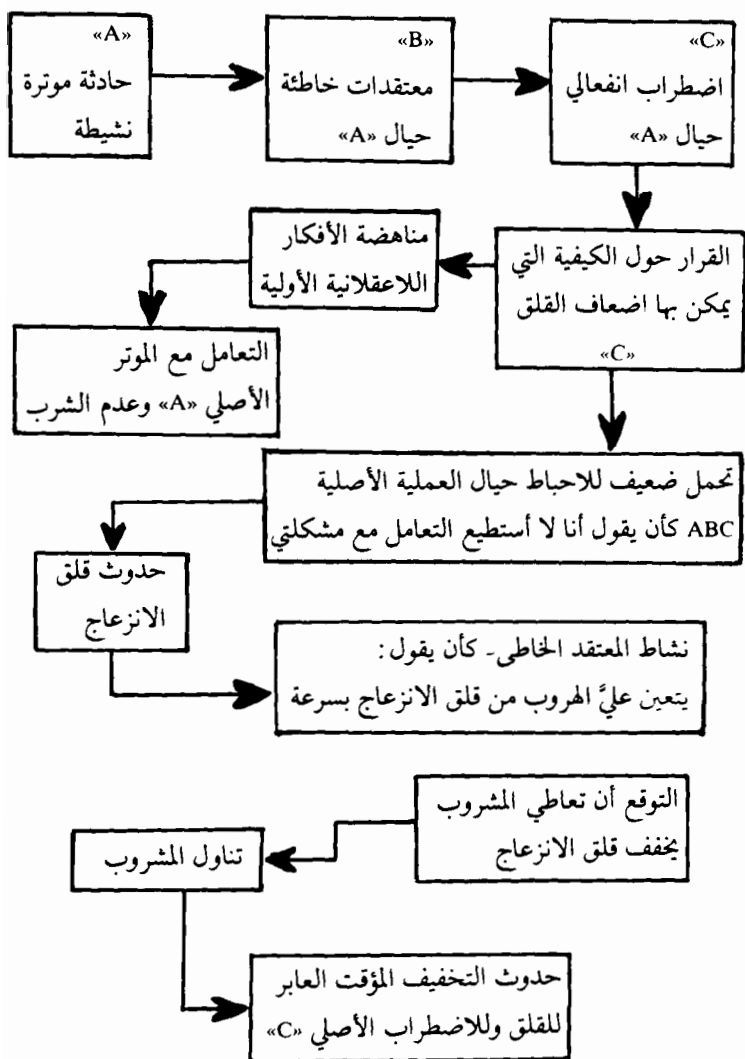 «A»
حادثة موترة
نشيطة
«B»
معتقدات خاطئة
حيال «A»
«C»
اضطراب انفعالي
حيال «A»
القرار حول الكيفية التي
يمكن بها اضعاف القلق
«C»
مناهضة الأفكار
اللاعقلانية الأولية
التعامل مع الموتر
الأصلي «A» وعدم الشرب
تحمل ضعيف للاحباط حيال العملية الأصلية
ABC كأن يقول أنا لا أستطيع التعامل مع مشكلتي
حدوث قلق
الانزعاج
نشاط المعتقد الخاطى - كأن يقول:
يتعين عليَّ الهروب من قلق الانزعاج بسرعة
التوقع أن تعاطي المشروب
يخفف قلق الانزعاج
تناول المشروب
حدوث التخفيف المؤقت العابر
للقلق وللاضطراب الأصلي «C»